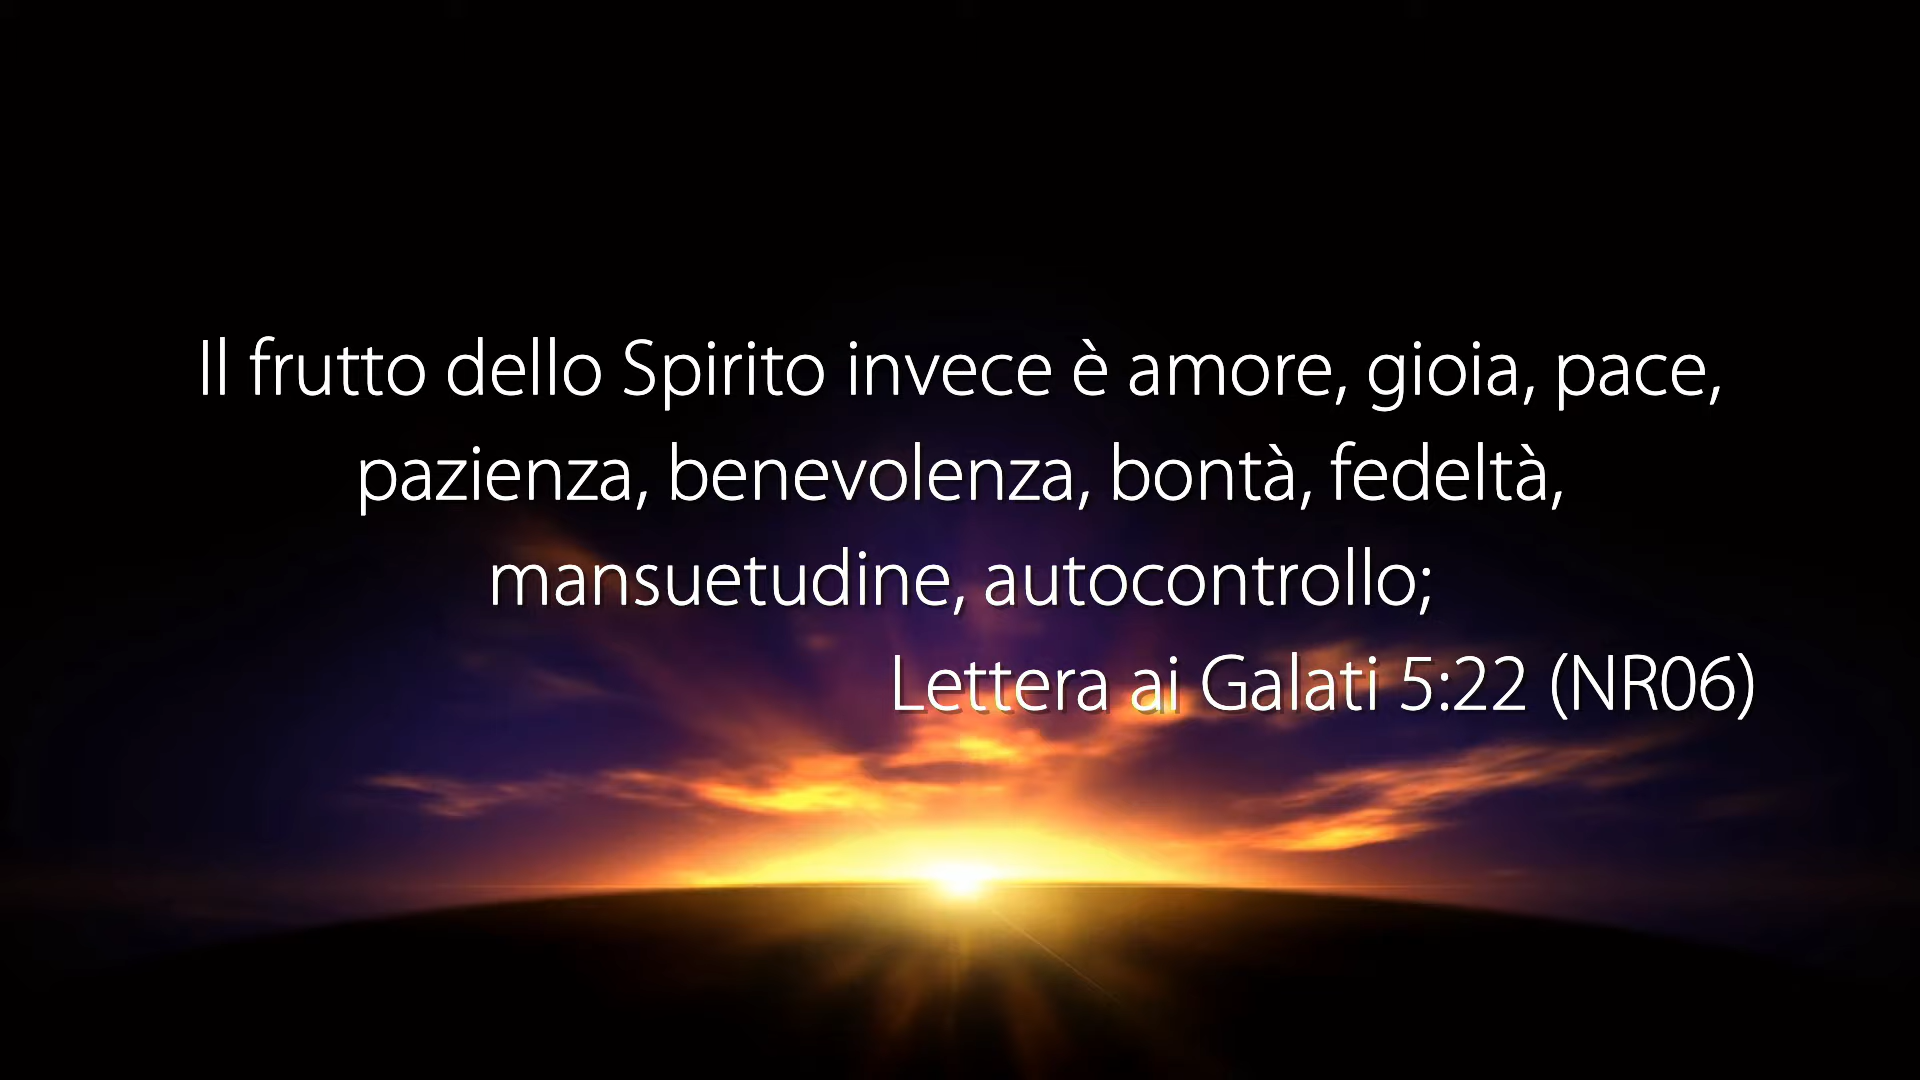 Il frutto dello Spirito invece è amore, gioia, pace,
pazienza, benevolenza, bontà, fedeltà,
mansuetudine, autocontrollo;
Lettera ai Galati 5:22 (NR06)